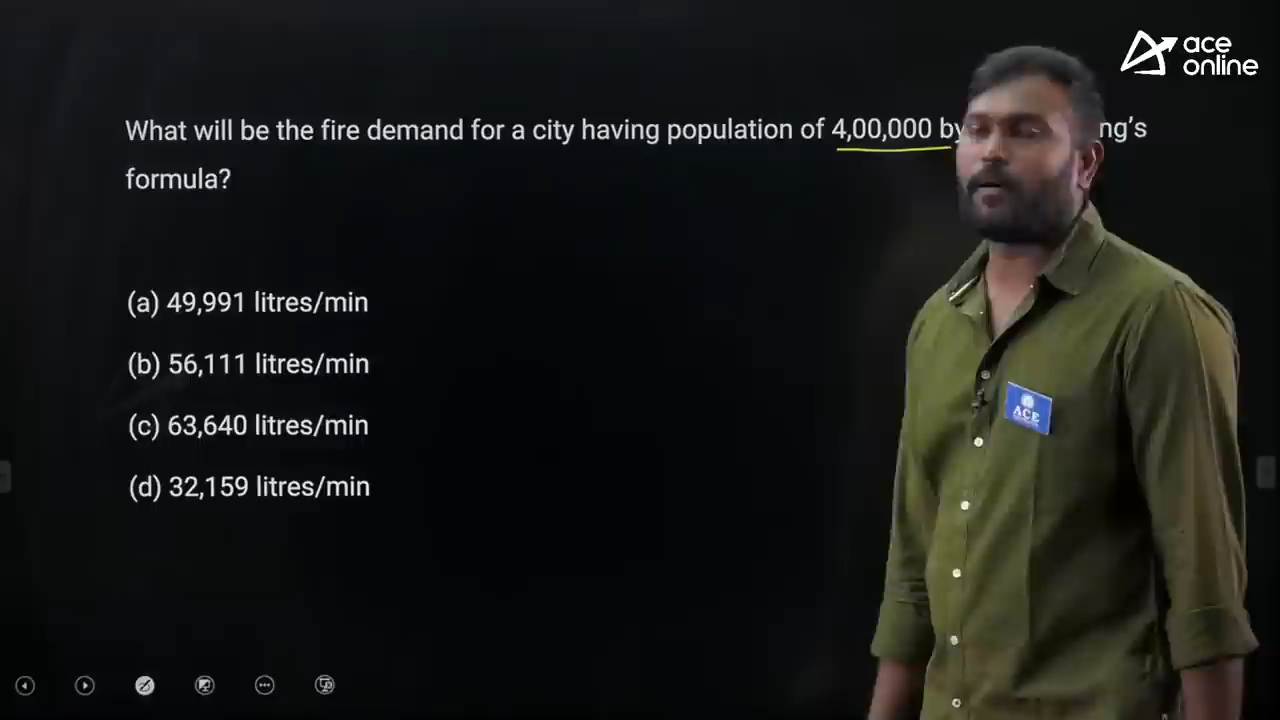 ace
online
What will be the fire demand for a city having population of 4,00,000 ng's
formula?
(a) 49,991 litres/min
(b) 56,111 litres/min
(c) 63,640 litres/min
(d) 32,159 litres/min
ACE